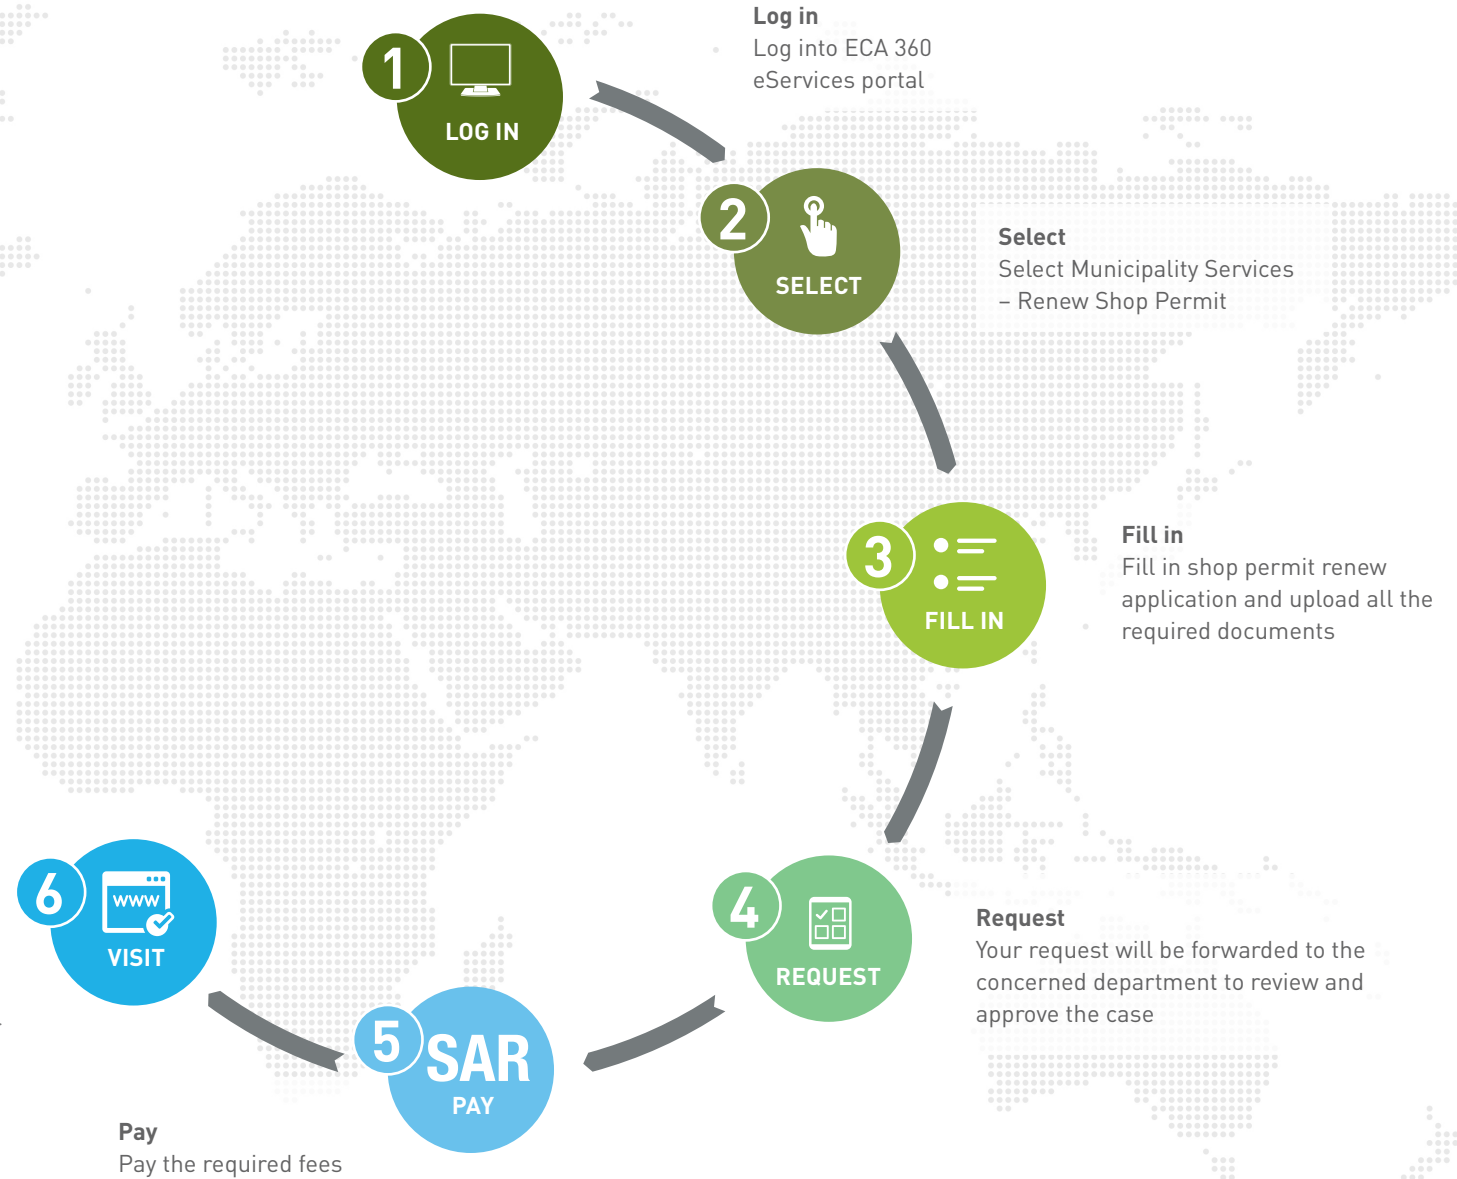 1
LOG IN
Log in
Log into ECA 360
eServices portal
2
SELECT
Select
Select Municipality Services
– Renew Shop Permit
3
FILL IN
Fill in
Fill in shop permit renew
application and upload all the
required documents
4
REQUEST
Request
Your request will be forwarded to the
concerned department to review and
approve the case
5
SAR
PAY
Pay
Pay the required fees
6
www
VISIT